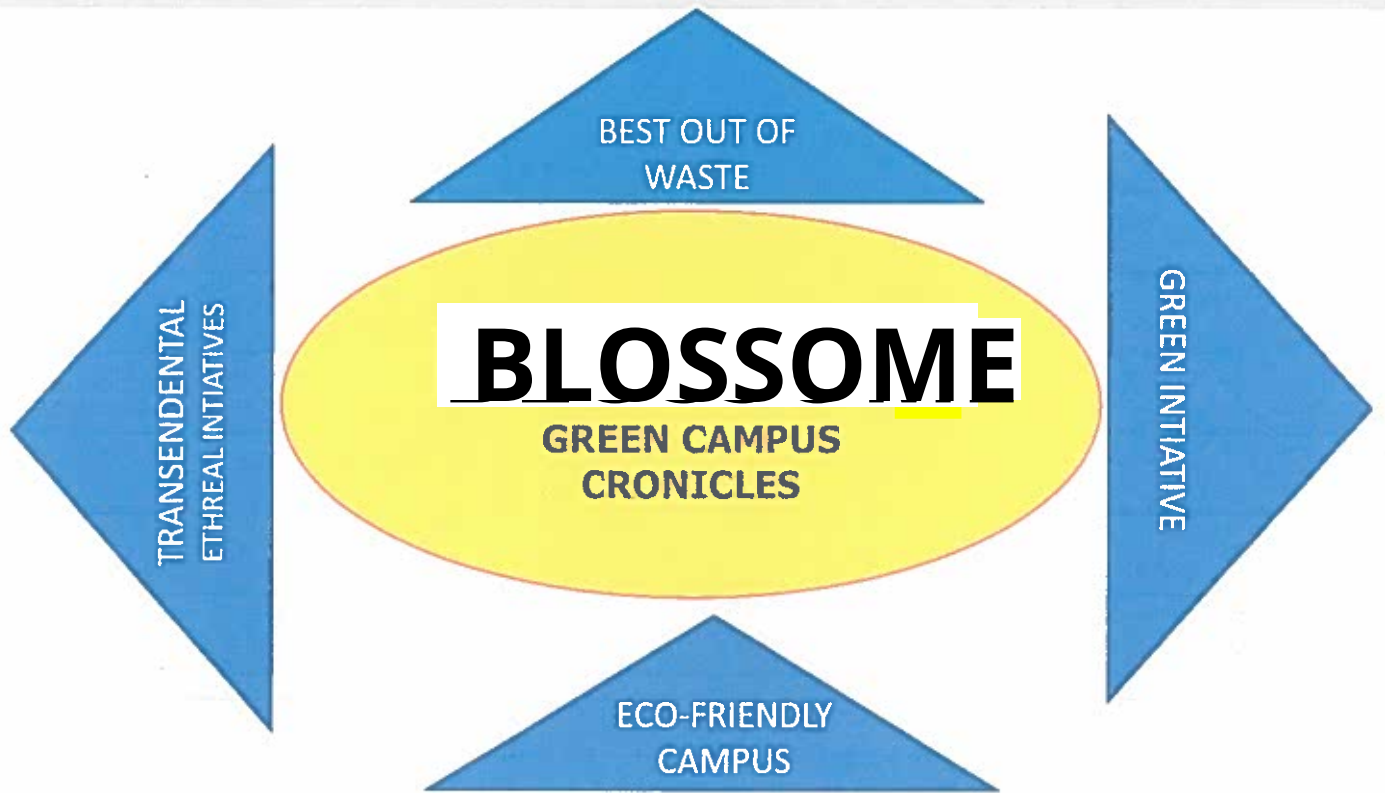 BEST OUT OF
WASTE
TRANSENDENTAL
ETHREAL INTIATIVES
BLOSSOME
GREEN CAMPUS
CRONICLES
GREEN INTIATIVE
ECO-FRIENDLY
CAMPUS